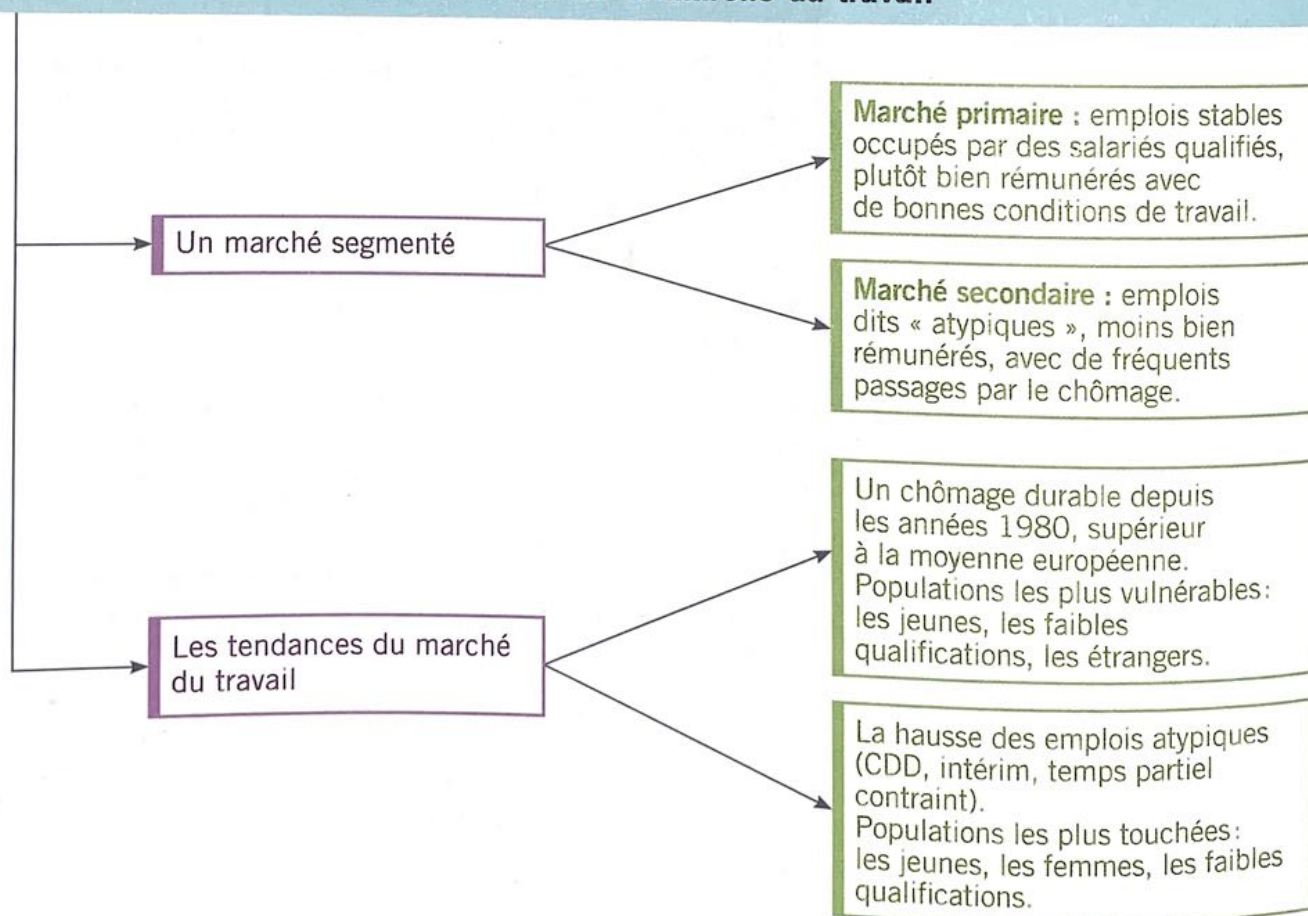 du travail
Marché primaire : emplois stables
occupés par des salariés qualifiés,
plutôt bien rémunérés avec
de bonnes conditions de travail.
Un marché segmenté
Marché secondaire : emplois
dits « atypiques », moins bien
rémunérés, avec de fréquents
passages par le chômage.
Un chômage durable depuis
les années 1980, supérieur
à la moyenne européenne.
Populations les plus vulnérables :
les jeunes, les faibles
qualifications, les étrangers.
Les tendances du marché
du travail
La hausse des emplois atypiques
(CDD, intérim, temps partiel
contraint).
Populations les plus touchées :
les jeunes, les femmes, les faibles
qualifications.